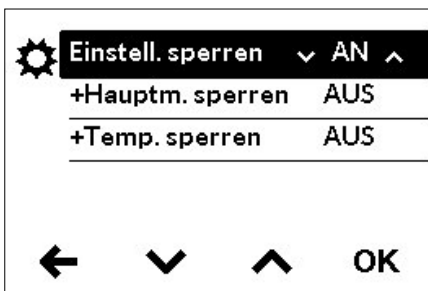 Einstell. sperren AN
+Hauptm. sperren AUS
+Temp. sperren AUS
OK